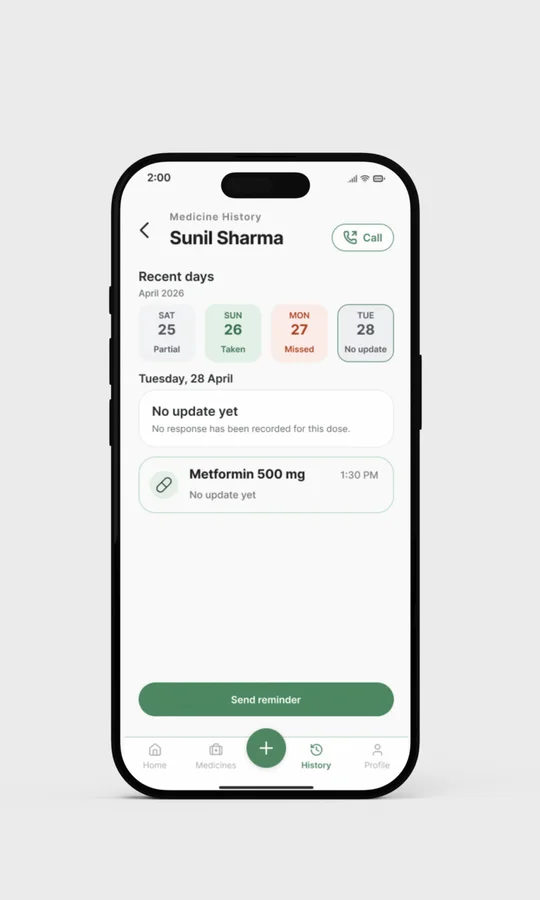 2:00
Medicine History
Sunil Sharma
Call
Recent days
April 2026
SAT SUN MON TUE
25 26 27 28
Partial Taken Missed No update
Tuesday, 28 April
No update yet
No response has been recorded for this dose.
Metformin 500 mg 1:30 PM
No update yet
Send reminder
Home Medicines History Profile